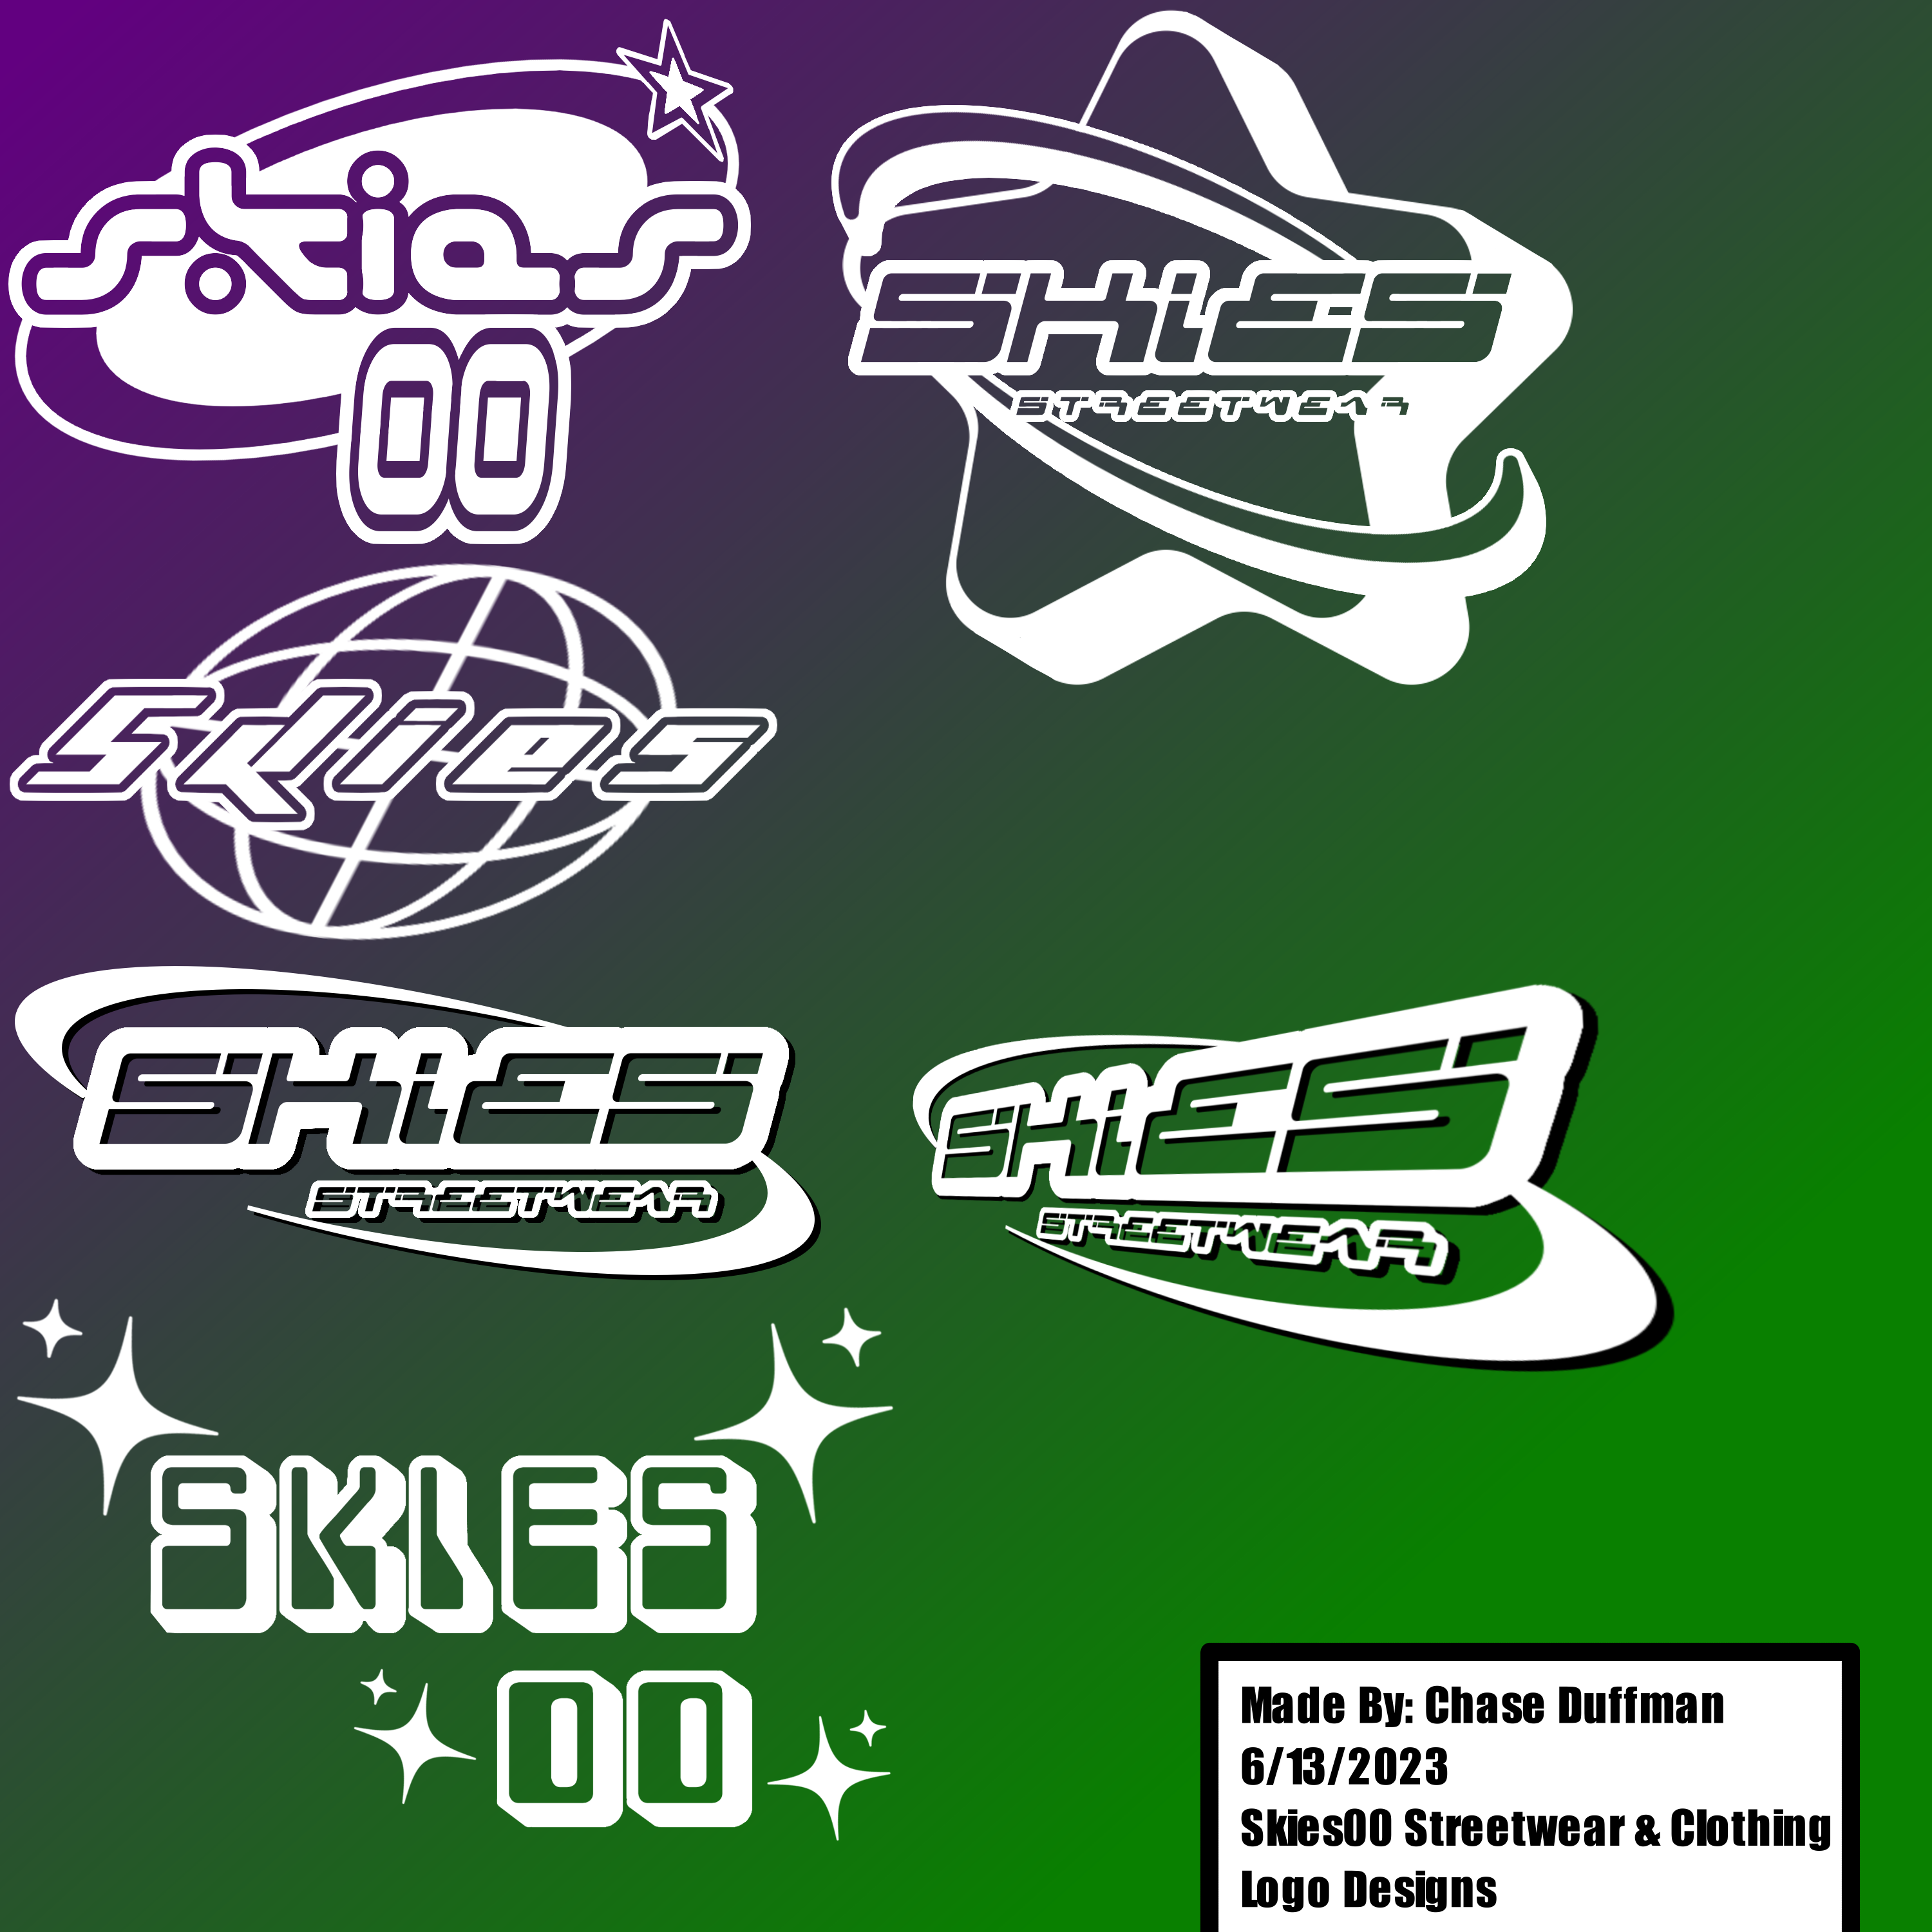 skies
00
SKiES
STREETWEAR
skies
SKiES
STREETWEAR
SKiES
STREETWEAR
SKIES
00
Made By: Chase Duffman
6/13/2023
Skies00 Streetwear & Clothing
Logo Designs